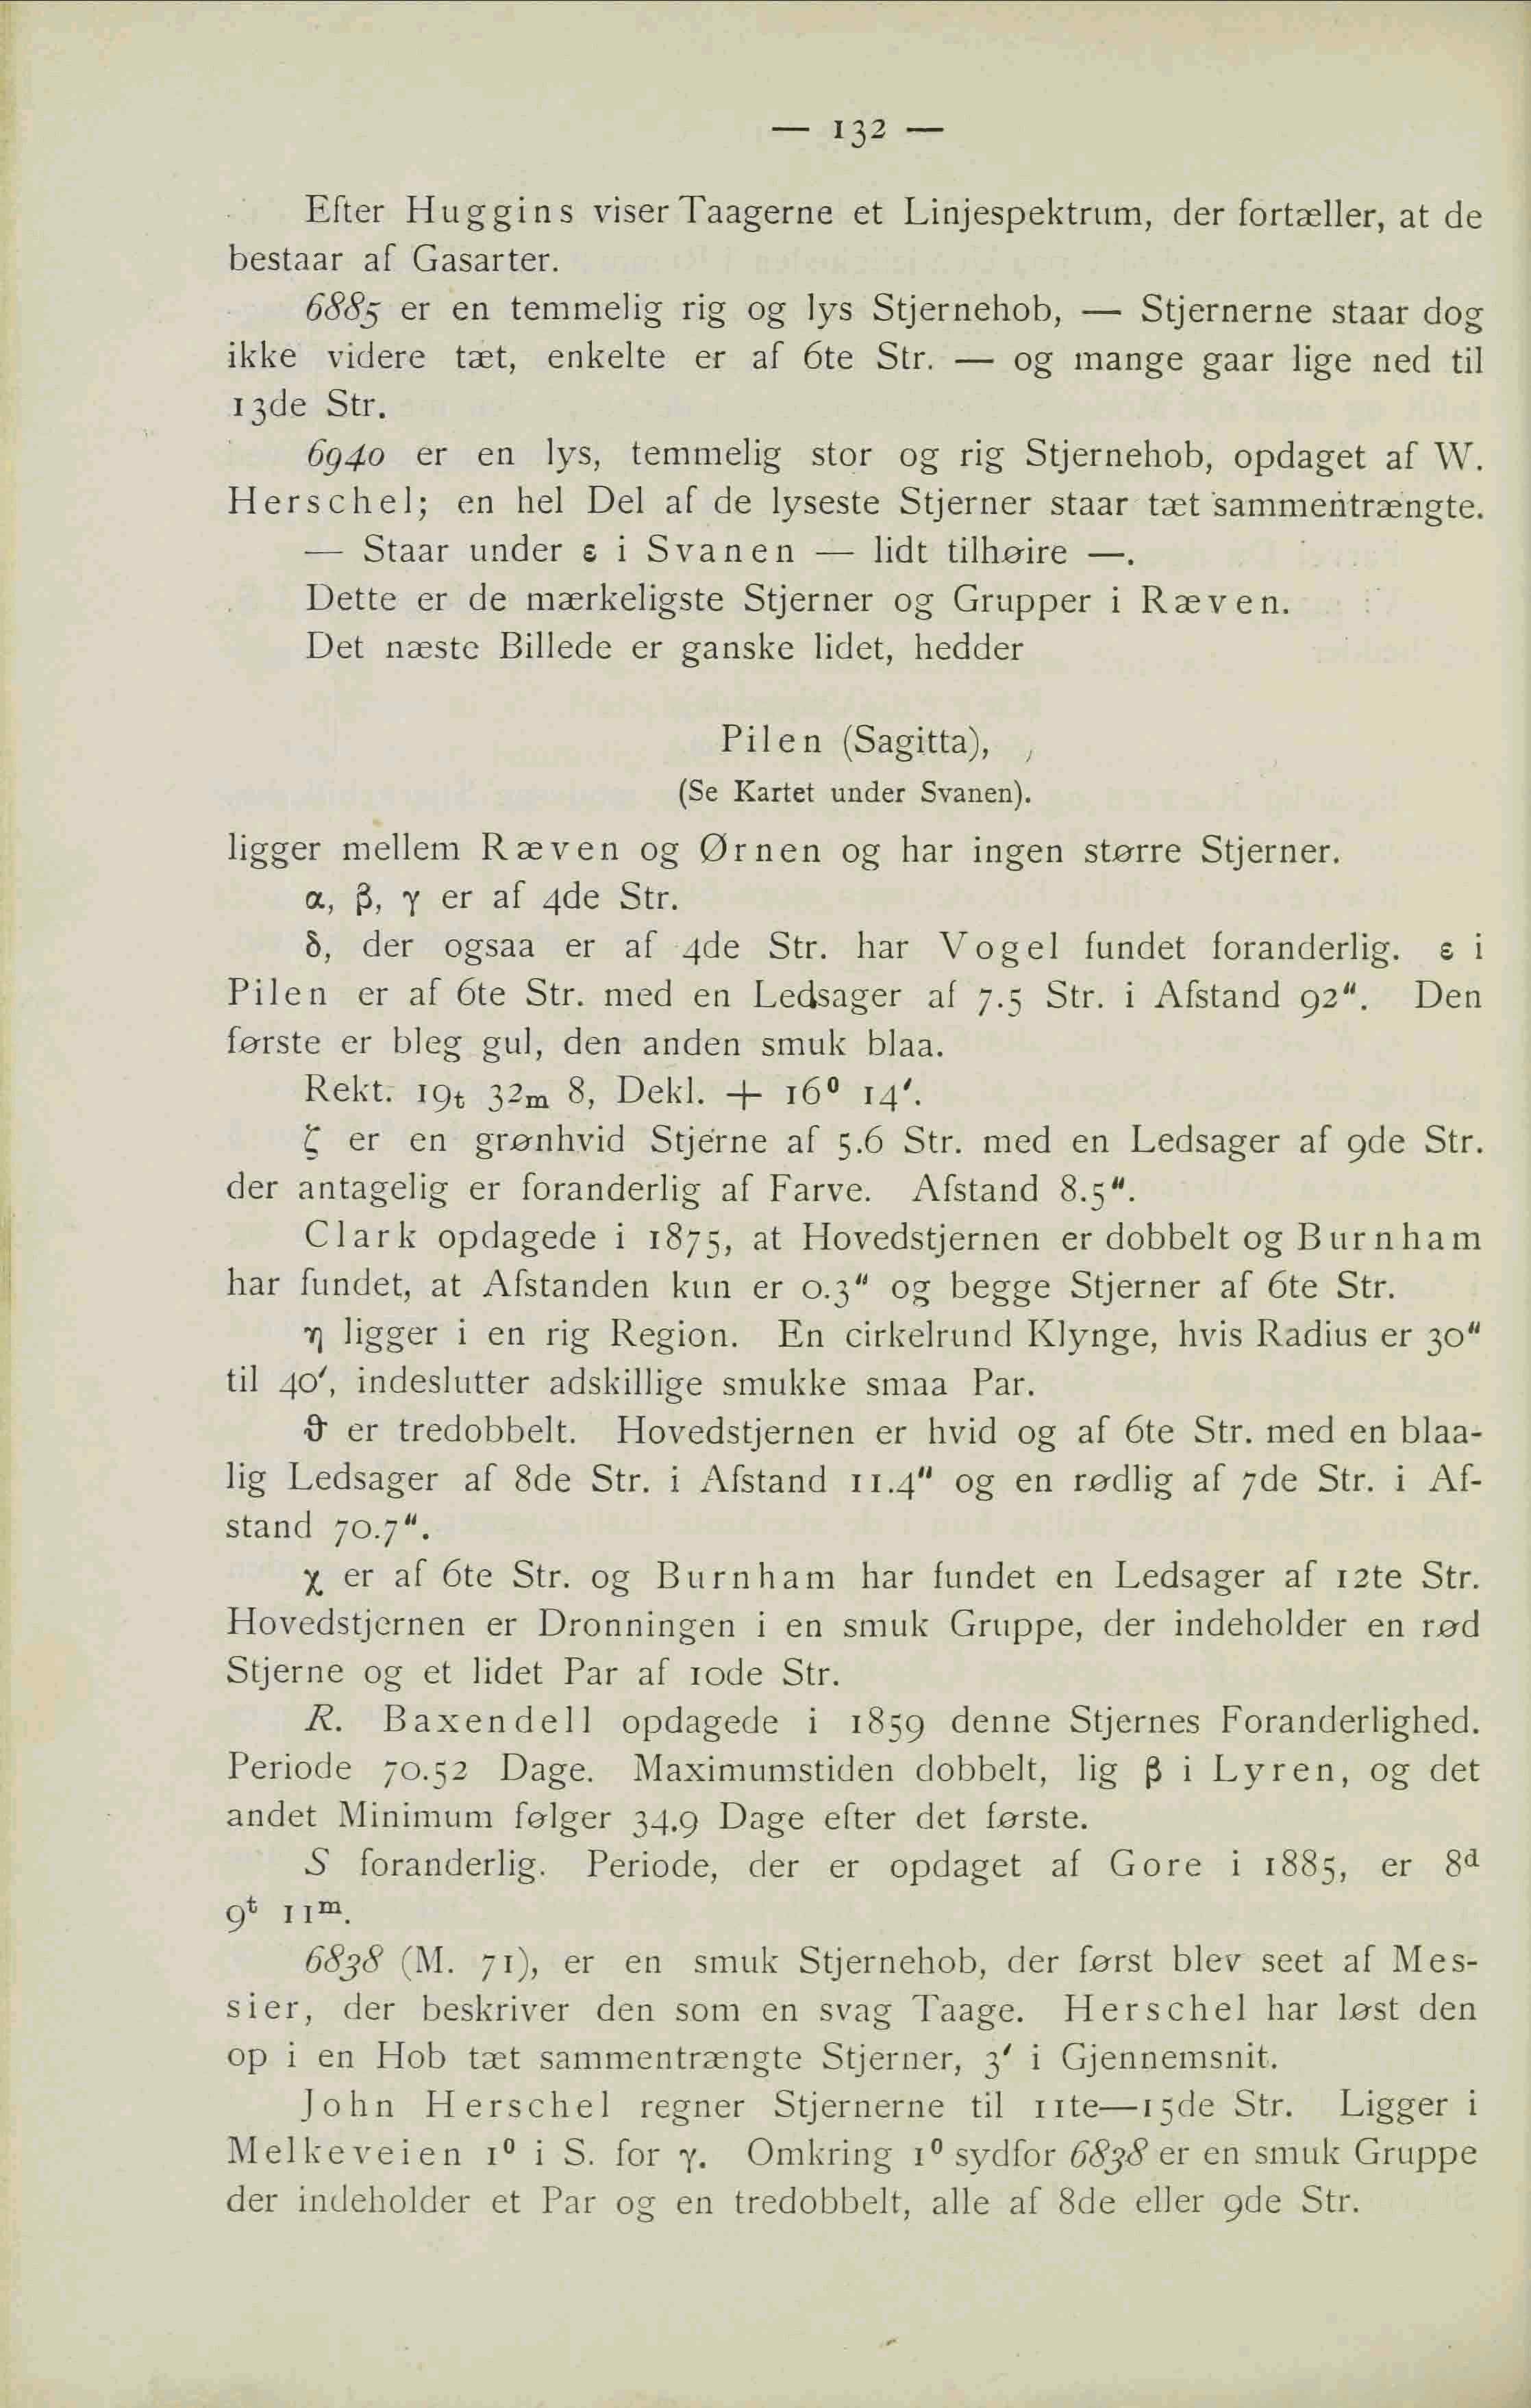 — 132 —
Efter Huggins viser Taagerne et Linjespektrum, der fortæller, at de
bestaar af Gasarter.
6885 er en temmelig rig og lys Stjernehob, — Stjernerne staar dog
ikke videre tæt, enkelte er af 6te Str. — og mange gaar lige ned til
13de Str.
6940 er en lys, temmelig stor og rig Stjernehob, opdaget af W.
Herschel; en hel Del af de lyseste Stjerner staar tæt sammentrængte.
— Staar under ε i Svanen — lidt tilhøire —.
Dette er de mærkeligste Stjerner og Grupper i Ræven.
Det næste Billede er ganske lidet, hedder
Pilen (Sagitta),
(Se Kartet under Svanen).
ligger mellem Ræven og Ørnen og har ingen større Stjerner.
α, β, γ er af 4de Str.
δ, der ogsaa er af 4de Str. har Vogel fundet foranderlig. ε i
Pilen er af 6te Str. med en Ledsager af 7.5 Str. i Afstand 92". Den
første er bleg gul, den anden smuk blaa.
Rekt. 19t 32m 8, Dekl. + 16⁰ 14'.
ζ er en grønhvid Stjerne af 5.6 Str. med en Ledsager af 9de Str.
der antagelig er foranderlig af Farve. Afstand 8.5".
Clark opdagede i 1875, at Hovedstjernen er dobbelt og Burnham
har fundet, at Afstanden kun er 0.3" og begge Stjerner af 6te Str.
η ligger i en rig Region. En cirkelrund Klynge, hvis Radius er 30"
til 40', indeslutter adskillige smukke smaa Par.
ϑ er tredobbelt. Hovedstjernen er hvid og af 6te Str. med en blaa-
lig Ledsager af 8de Str. i Afstand 11.4" og en rødlig af 7de Str. i Af-
stand 70.7".
χ er af 6te Str. og Burnham har fundet en Ledsager af 12te Str.
Hovedstjernen er Dronningen i en smuk Gruppe, der indeholder en rød
Stjerne og et lidet Par af 10de Str.
R. Baxendell opdagede i 1859 denne Stjernes Foranderlighed.
Periode 70.52 Dage. Maximumstiden dobbelt, lig β i Lyren, og det
andet Minimum følger 34.9 Dage efter det første.
S foranderlig. Periode, der er opdaget af Gore i 1885, er 8ᵈ
9ᵗ 11ᵐ.
6838 (M. 71), er en smuk Stjernehob, der først blev seet af Mes-
sier, der beskriver den som en svag Taage. Herschel har løst den
op i en Hob tæt sammentrængte Stjerner, 3' i Gjennemsnit.
John Herschel regner Stjernerne til 11te—15de Str. Ligger i
Melkeveien 1⁰ i S. for γ. Omkring 1⁰ sydfor 6838 er en smuk Gruppe
der indeholder et Par og en tredobbelt, alle af 8de eller 9de Str.